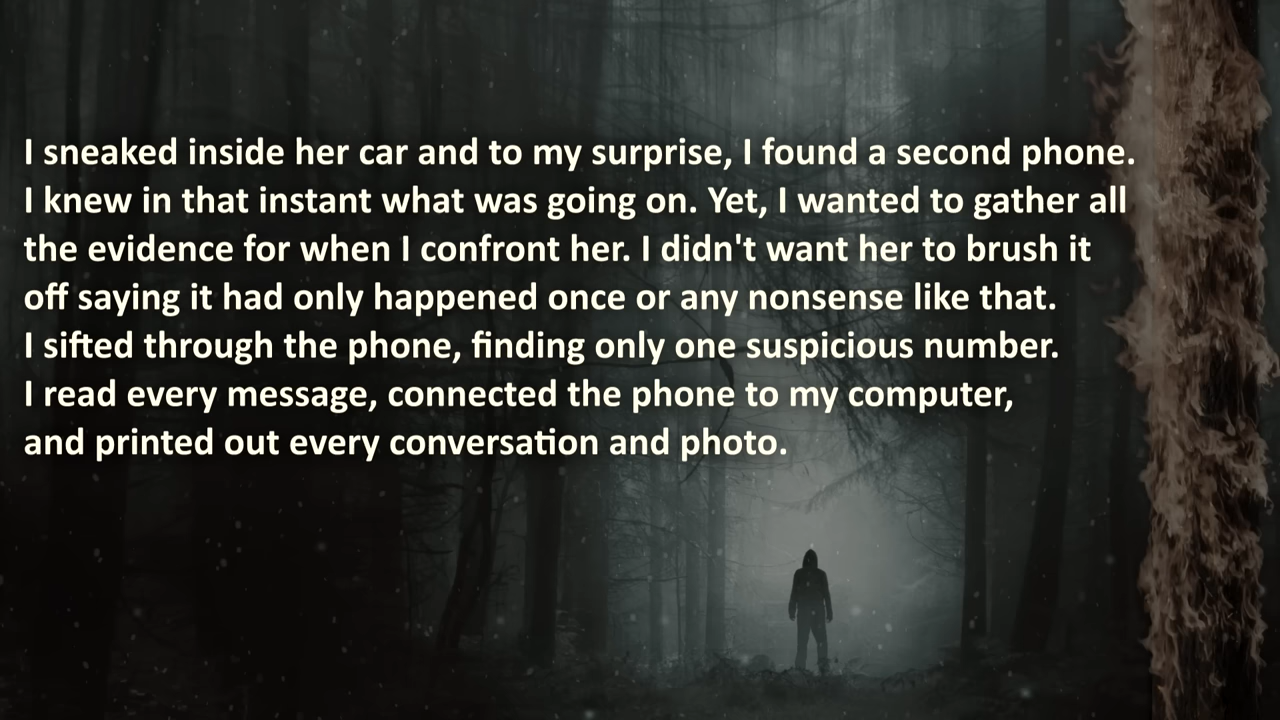 I sneaked inside her car and to my surprise, I found a second phone.
I knew in that instant what was going on. Yet, I wanted to gather all
the evidence for when I confront her. I didn't want her to brush it
off saying it had only happened once or any nonsense like that.
I sifted through the phone, finding only one suspicious number.
I read every message, connected the phone to my computer,
and printed out every conversation and photo.